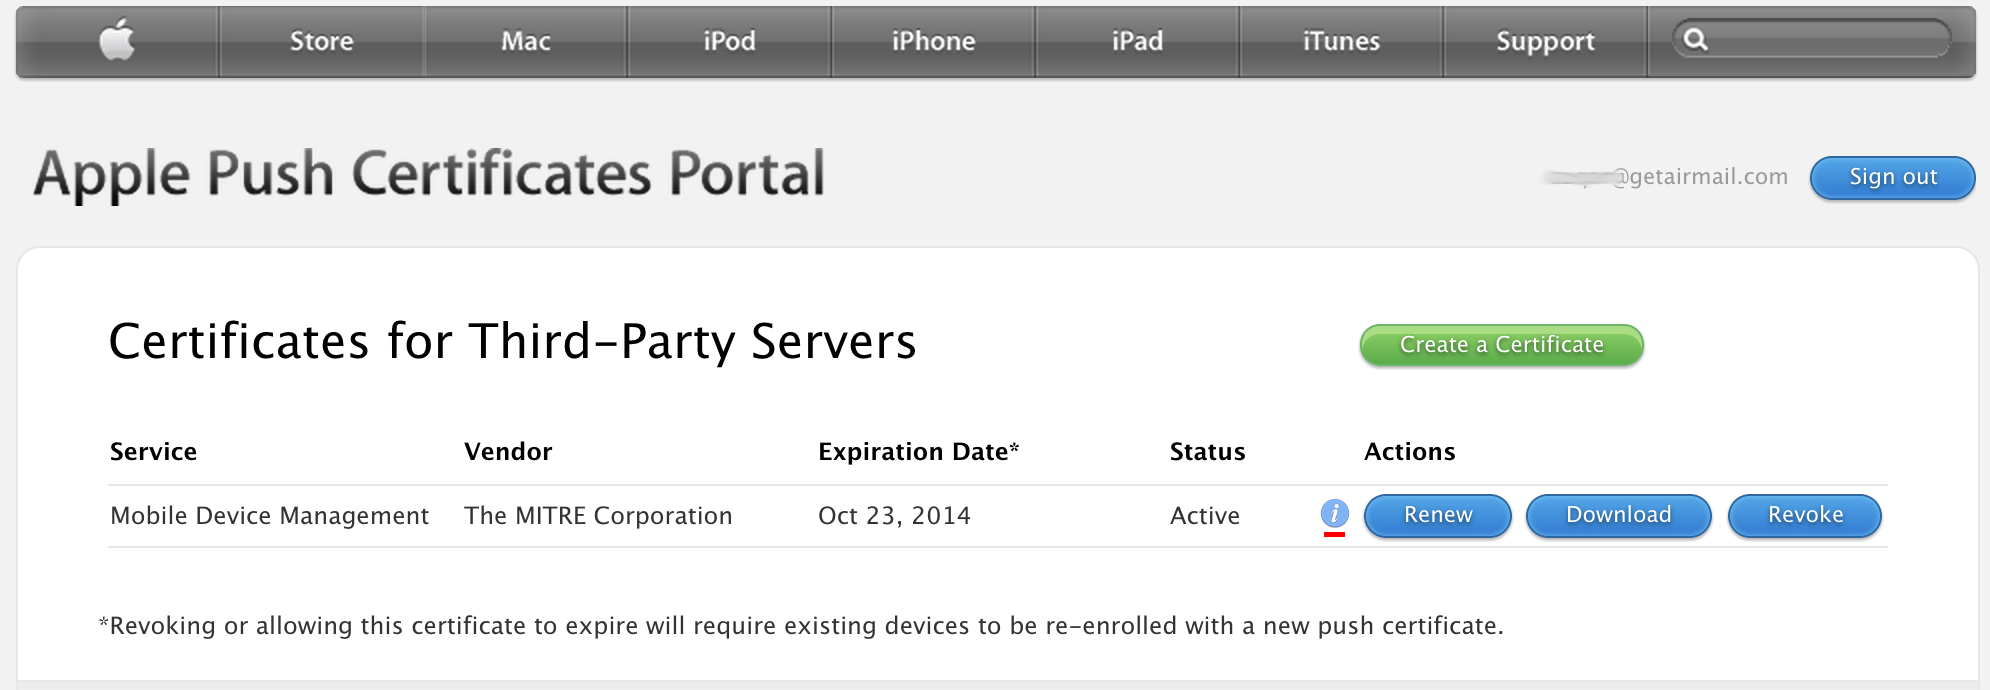 Store Mac iPod iPhone iPad iTunes Support
Apple Push Certificates Portal
@getairmail.com Sign out
Certificates for Third-Party Servers Create a Certificate
Service Vendor Expiration Date* Status Actions
Mobile Device Management The MITRE Corporation Oct 23, 2014 Active i Renew Download Revoke
*Revoking or allowing this certificate to expire will require existing devices to be re-enrolled with a new push certificate.